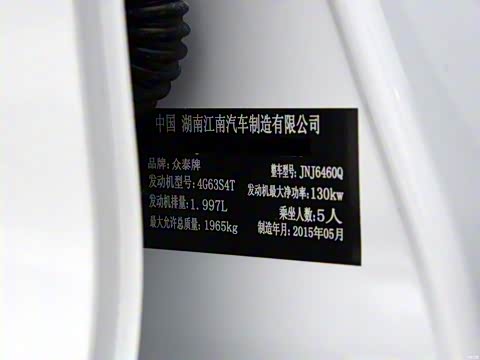 中国 湖南江南汽车制造有限公司
品牌: 众泰牌 整车型号: JNJ6460Q
发动机型号: 4G63S4T 发动机最大净功率: 130kw
发动机排量: 1.997L 乘坐人数: 5人
最大允许总质量: 1965kg 制造年月: 2015年05月